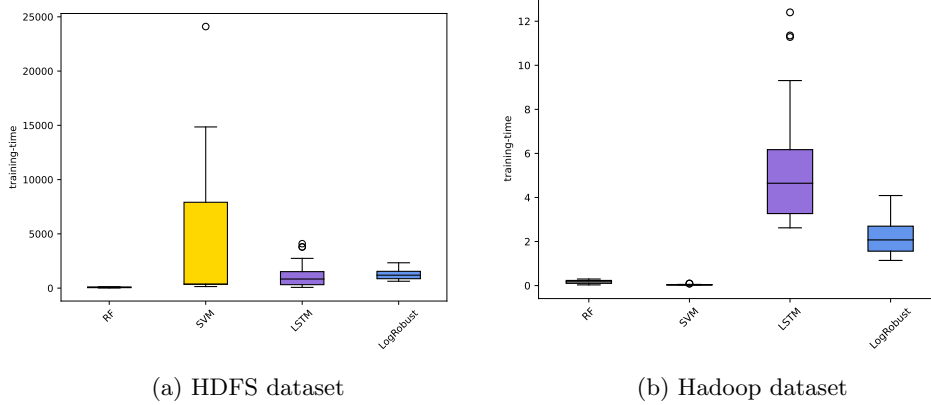 25000
20000
15000
10000
5000
0
training-time
RF
SVM
LSTM
LogRobust
(a) HDFS dataset
12
10
8
6
4
2
0
training-time
RF
SVM
LSTM
LogRobust
(b) Hadoop dataset